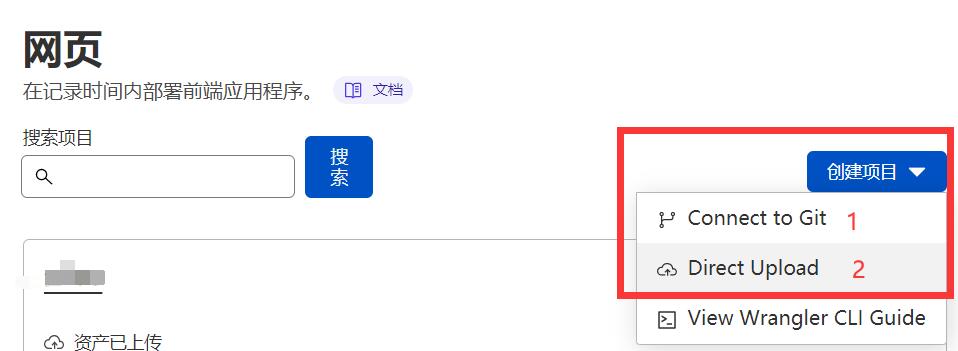 网页
在记录时间内部署前端应用程序。 文档
搜索项目
搜
索
创建项目
Connect to Git 1
Direct Upload 2
View Wrangler CLI Guide
资产已上传